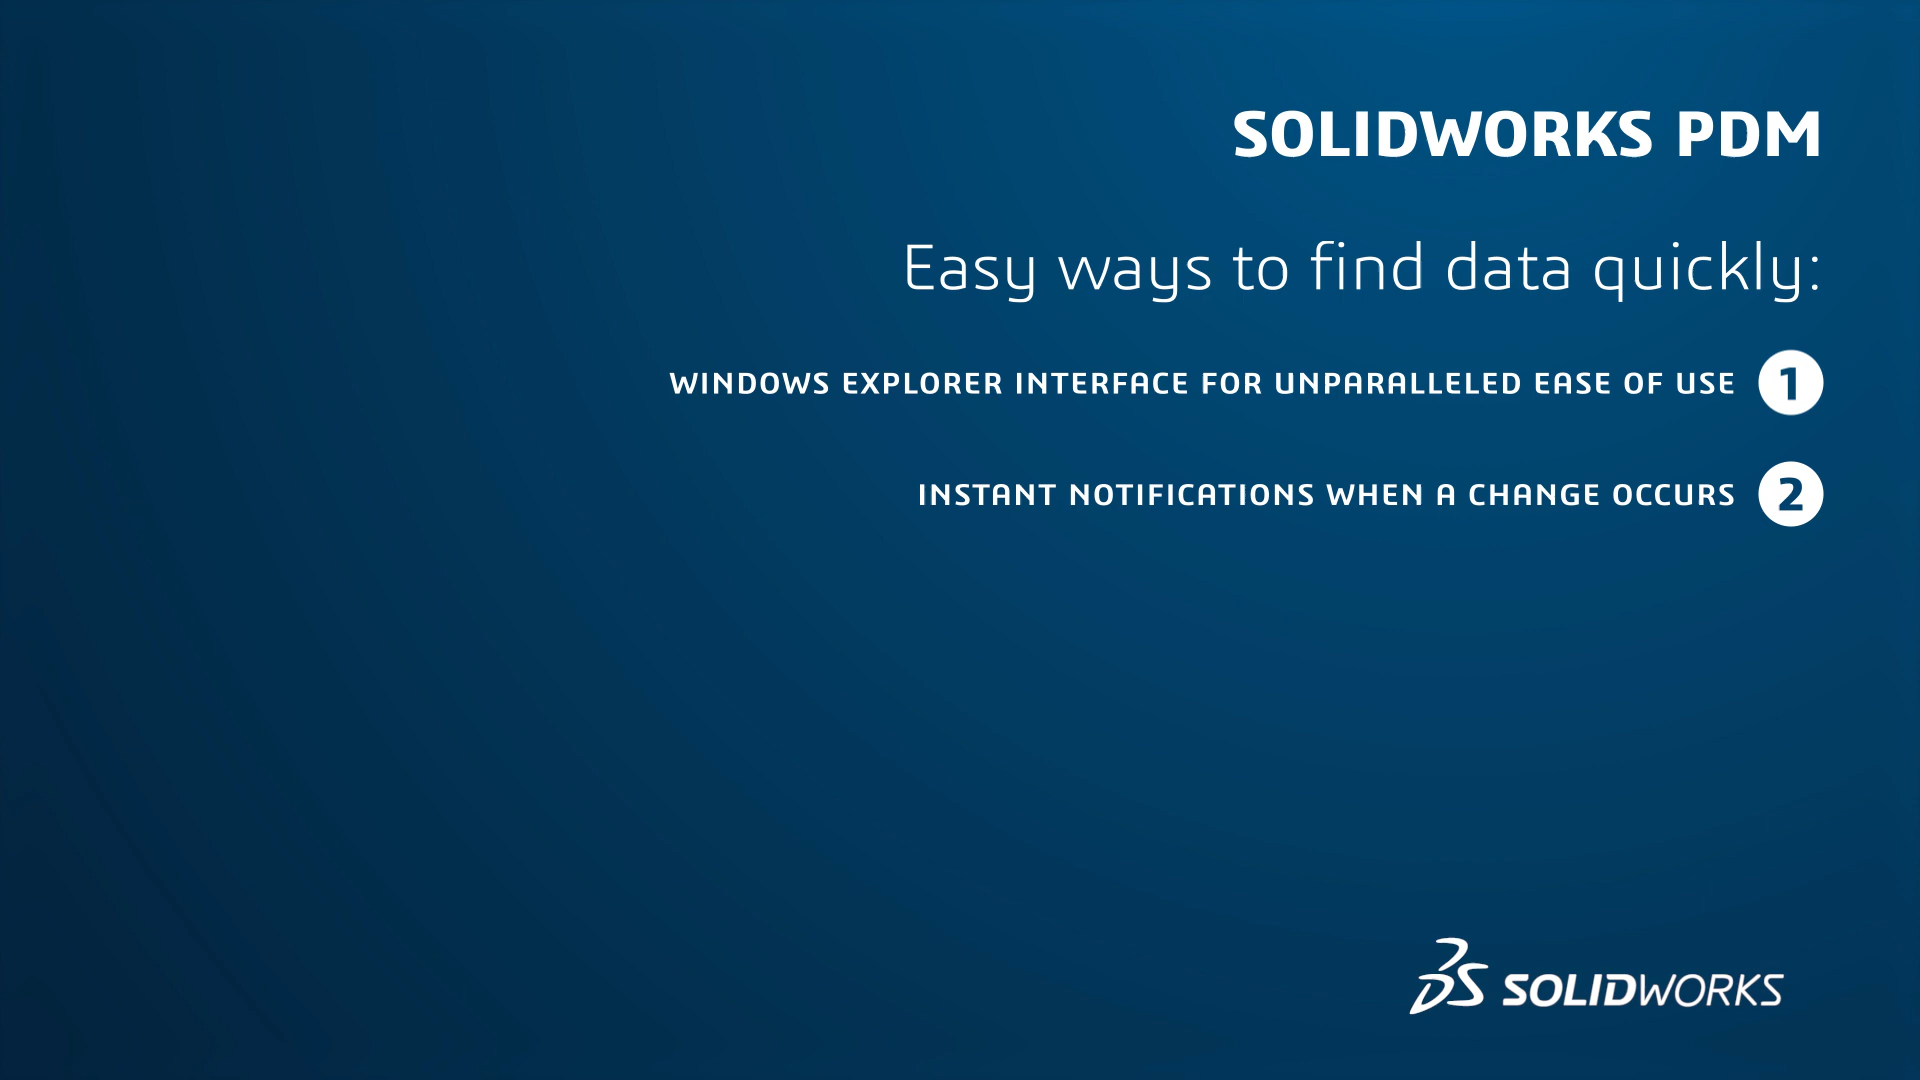 SOLIDWORKS PDM
Easy ways to find data quickly:
WINDOWS EXPLORER INTERFACE FOR UNPARALLELED EASE OF USE 1
INSTANT NOTIFICATIONS WHEN A CHANGE OCCURS 2
3DS SOLIDWORKS